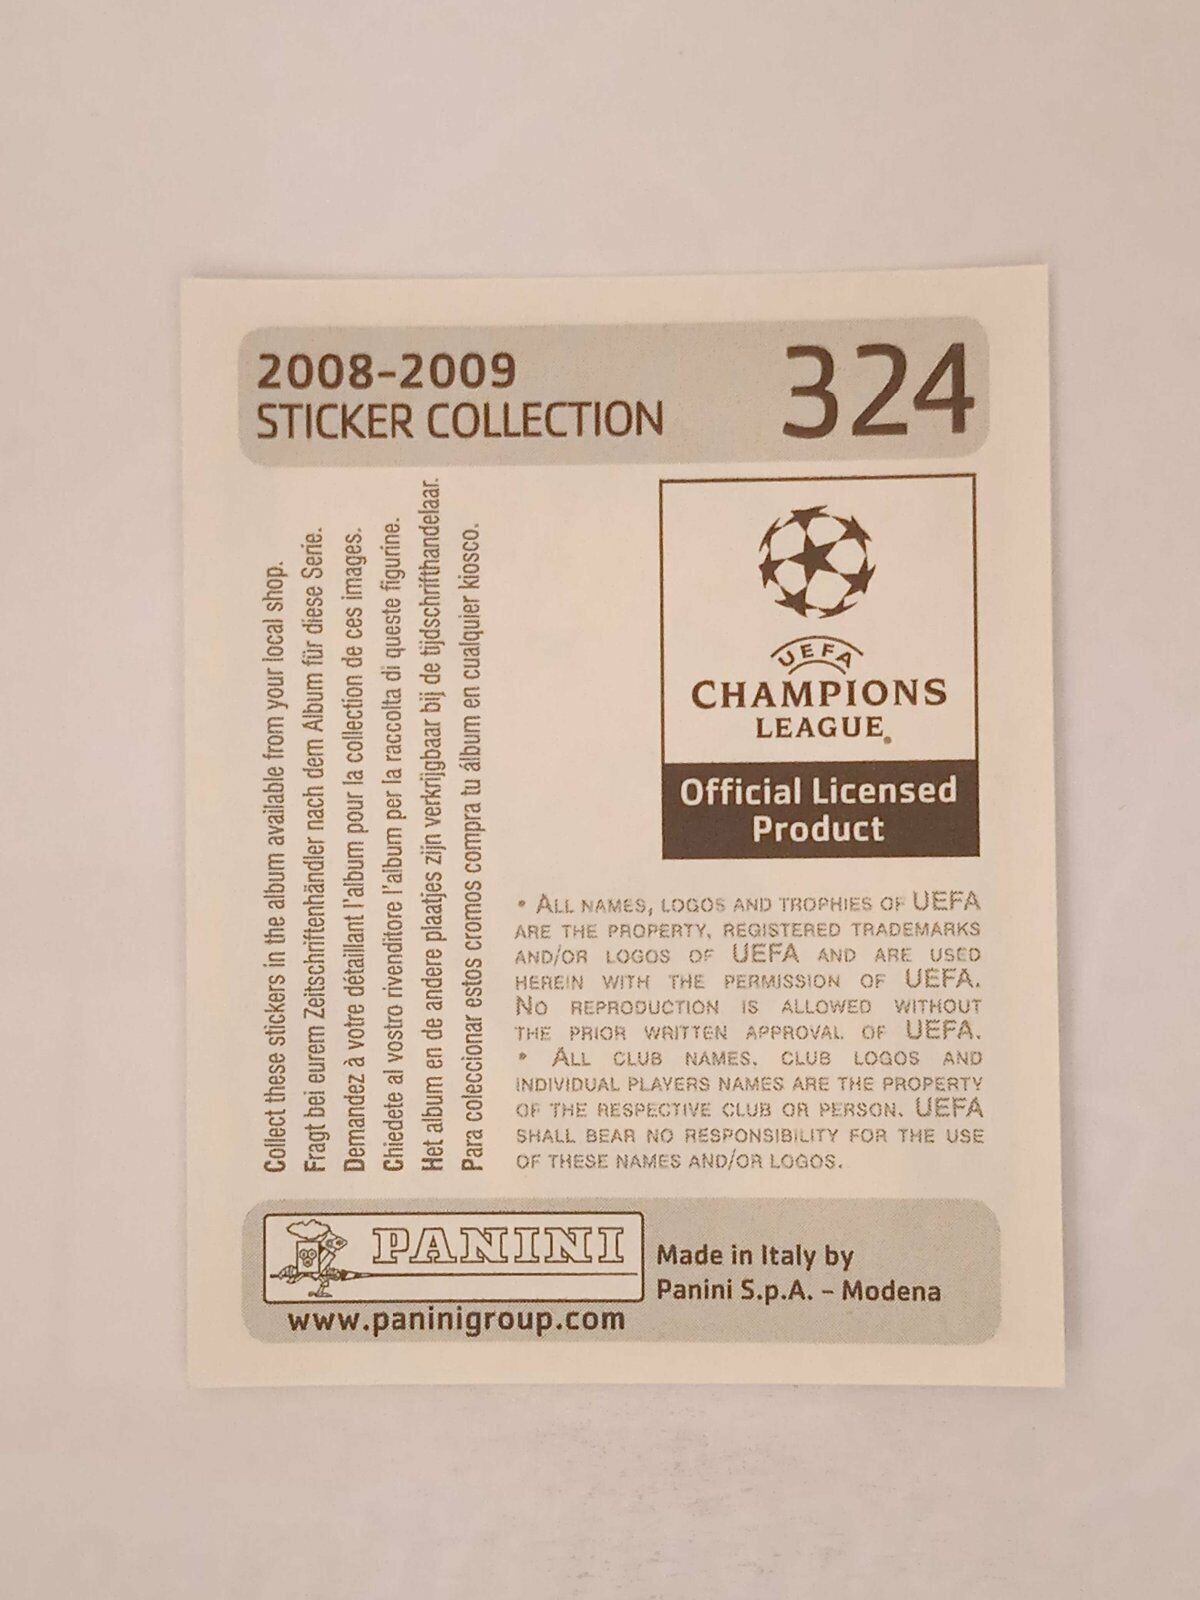 2008-2009
STICKER COLLECTION
324
Collect these stickers in the album available from your local shop.
Fragt bei eurem Zeitschriftenhändler nach dem Album für diese Serie.
Demandez à votre détaillant l'album pour la collection de ces images.
Chiedete al vostro rivenditore l'album per la raccolta di queste figurine.
Het album en de andere plaatjes zijn verkrijgbaar bij de tijdschrifthandelaar.
Para coleccionar estos cromos compra tu álbum en cualquier kiosco.
UEFA
CHAMPIONS
LEAGUE
Official Licensed
Product
• ALL NAMES, LOGOS AND TROPHIES OF UEFA
ARE THE PROPERTY, REGISTERED TRADEMARKS
AND/OR LOGOS OF UEFA AND ARE USED
HEREIN WITH THE PERMISSION OF UEFA.
NO REPRODUCTION IS ALLOWED WITHOUT
THE PRIOR WRITTEN APPROVAL OF UEFA.
• ALL CLUB NAMES, CLUB LOGOS AND
INDIVIDUAL PLAYERS NAMES ARE THE PROPERTY
OF THE RESPECTIVE CLUB OR PERSON. UEFA
SHALL BEAR NO RESPONSIBILITY FOR THE USE
OF THESE NAMES AND/OR LOGOS.
PANINI
www.paninigroup.com
Made in Italy by
Panini S.p.A. - Modena